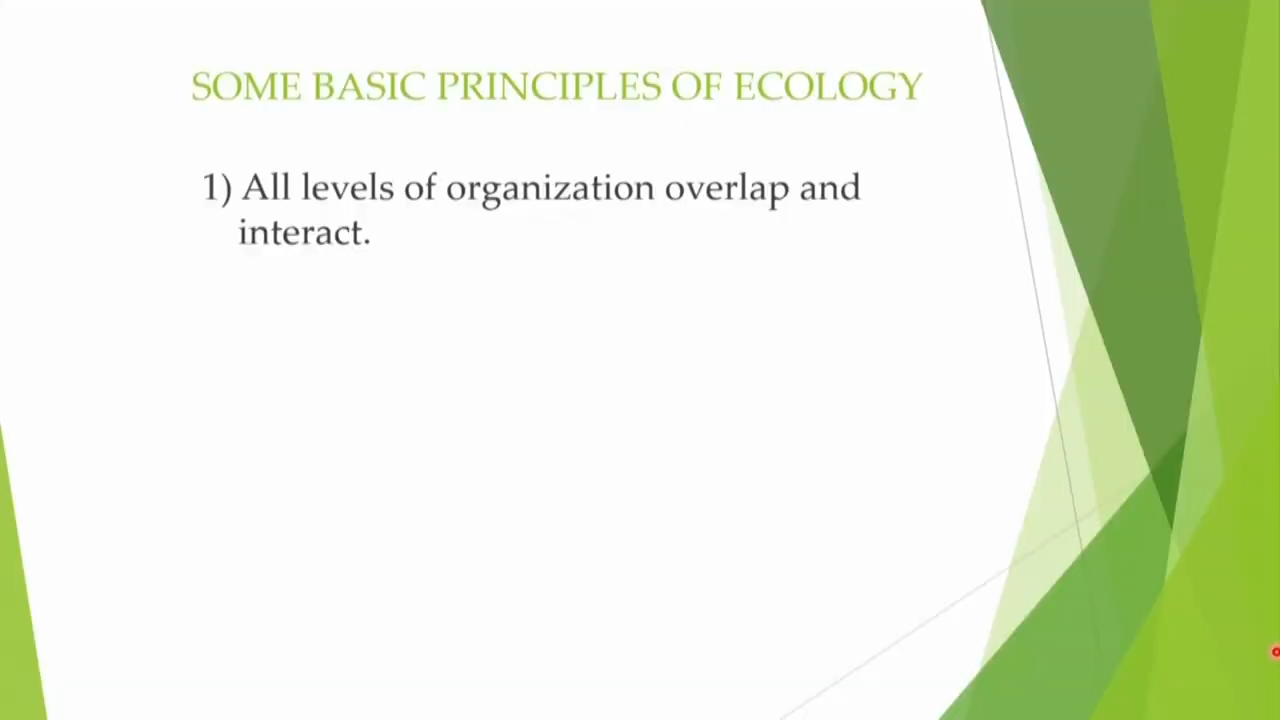 SOME BASIC PRINCIPLES OF ECOLOGY
1) All levels of organization overlap and
interact.